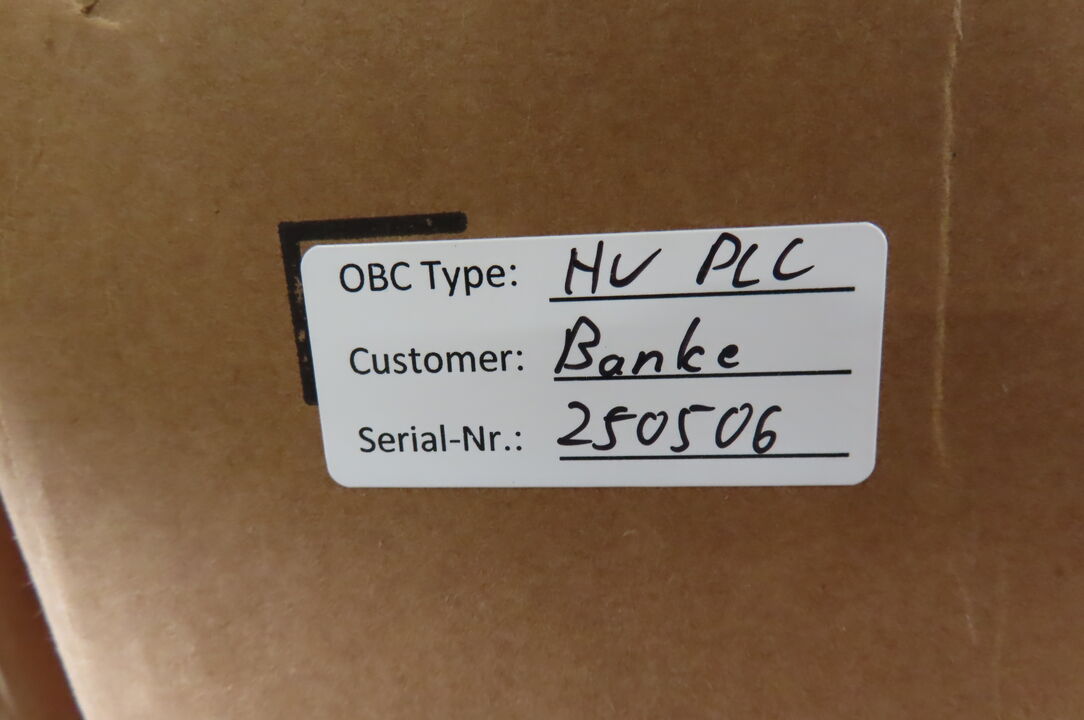 OBC Type: HV PLC
Customer: Banke
Serial-Nr.: 250506